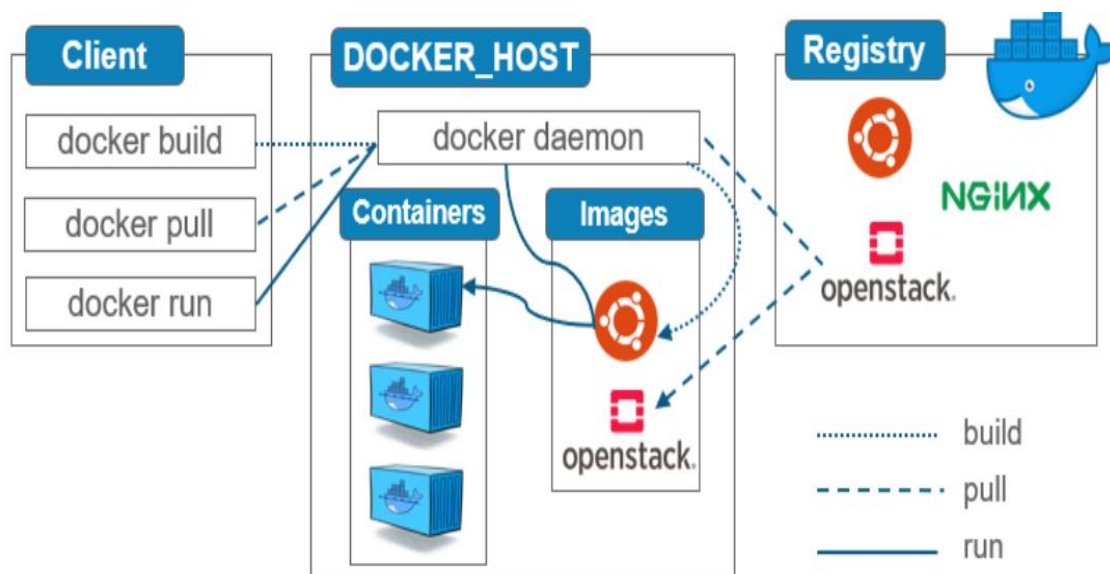 Client
docker build
docker pull
docker run
DOCKER_HOST
docker daemon
Containers
Images
openstack.
Registry
NGINX
openstack.
build
pull
run